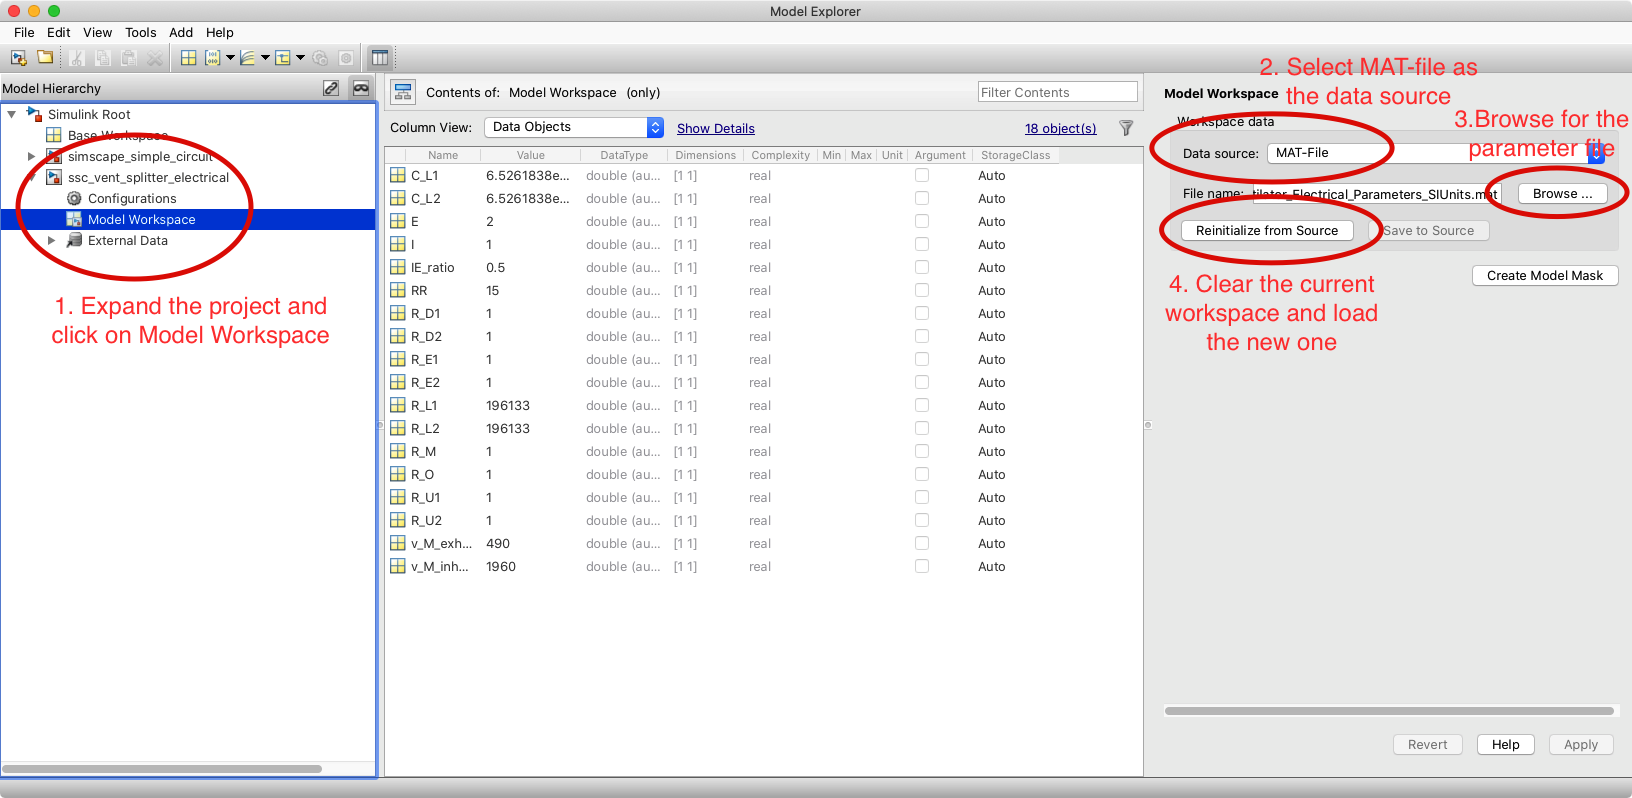 Model Explorer
File Edit View Tools Add Help
Model Hierarchy
Simulink Root
Base Workspace
simscape_simple_circuit
ssc_vent_splitter_electrical
Configurations
Model Workspace
External Data
1. Expand the project and
click on Model Workspace
Contents of: Model Workspace (only)
Filter Contents
Column View: Data Objects Show Details 18 object(s)
Name Value DataType Dimensions Complexity Min Max Unit Argument StorageClass
C_L1 6.5261838e... double (au... [1 1] real Auto
C_L2 6.5261838e... double (au... [1 1] real Auto
E 2 double (au... [1 1] real Auto
I 1 double (au... [1 1] real Auto
IE_ratio 0.5 double (au... [1 1] real Auto
RR 15 double (au... [1 1] real Auto
R_D1 1 double (au... [1 1] real Auto
R_D2 1 double (au... [1 1] real Auto
R_E1 1 double (au... [1 1] real Auto
R_E2 1 double (au... [1 1] real Auto
R_L1 196133 double (au... [1 1] real Auto
R_L2 196133 double (au... [1 1] real Auto
R_M 1 double (au... [1 1] real Auto
R_O 1 double (au... [1 1] real Auto
R_U1 1 double (au... [1 1] real Auto
R_U2 1 double (au... [1 1] real Auto
v_M_exh... 490 double (au... [1 1] real Auto
v_M_inh... 1960 double (au... [1 1] real Auto
2. Select MAT-file as
the data source
Model Workspace
Workspace data
3.Browse for the
parameter file
Data source: MAT-File
File name: tilator_Electrical_Parameters_SIUnits.mat Browse ...
Reinitialize from Source Save to Source
Create Model Mask
4. Clear the current
workspace and load
the new one
Revert Help Apply